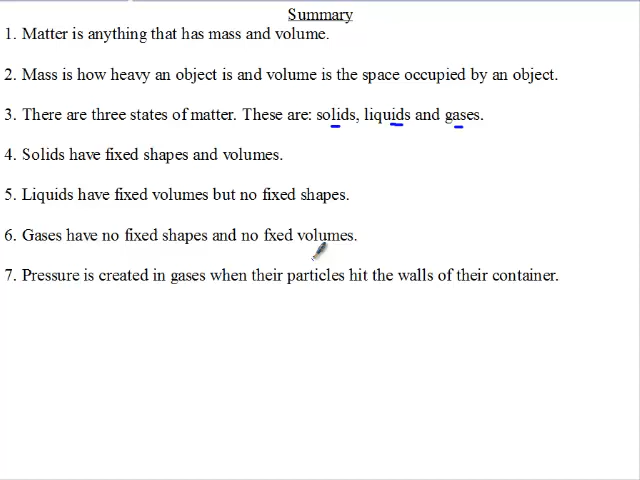 Summary
1. Matter is anything that has mass and volume.
2. Mass is how heavy an object is and volume is the space occupied by an object.
3. There are three states of matter. These are: solids, liquids and gases.
4. Solids have fixed shapes and volumes.
5. Liquids have fixed volumes but no fixed shapes.
6. Gases have no fixed shapes and no fxed volumes.
7. Pressure is created in gases when their particles hit the walls of their container.